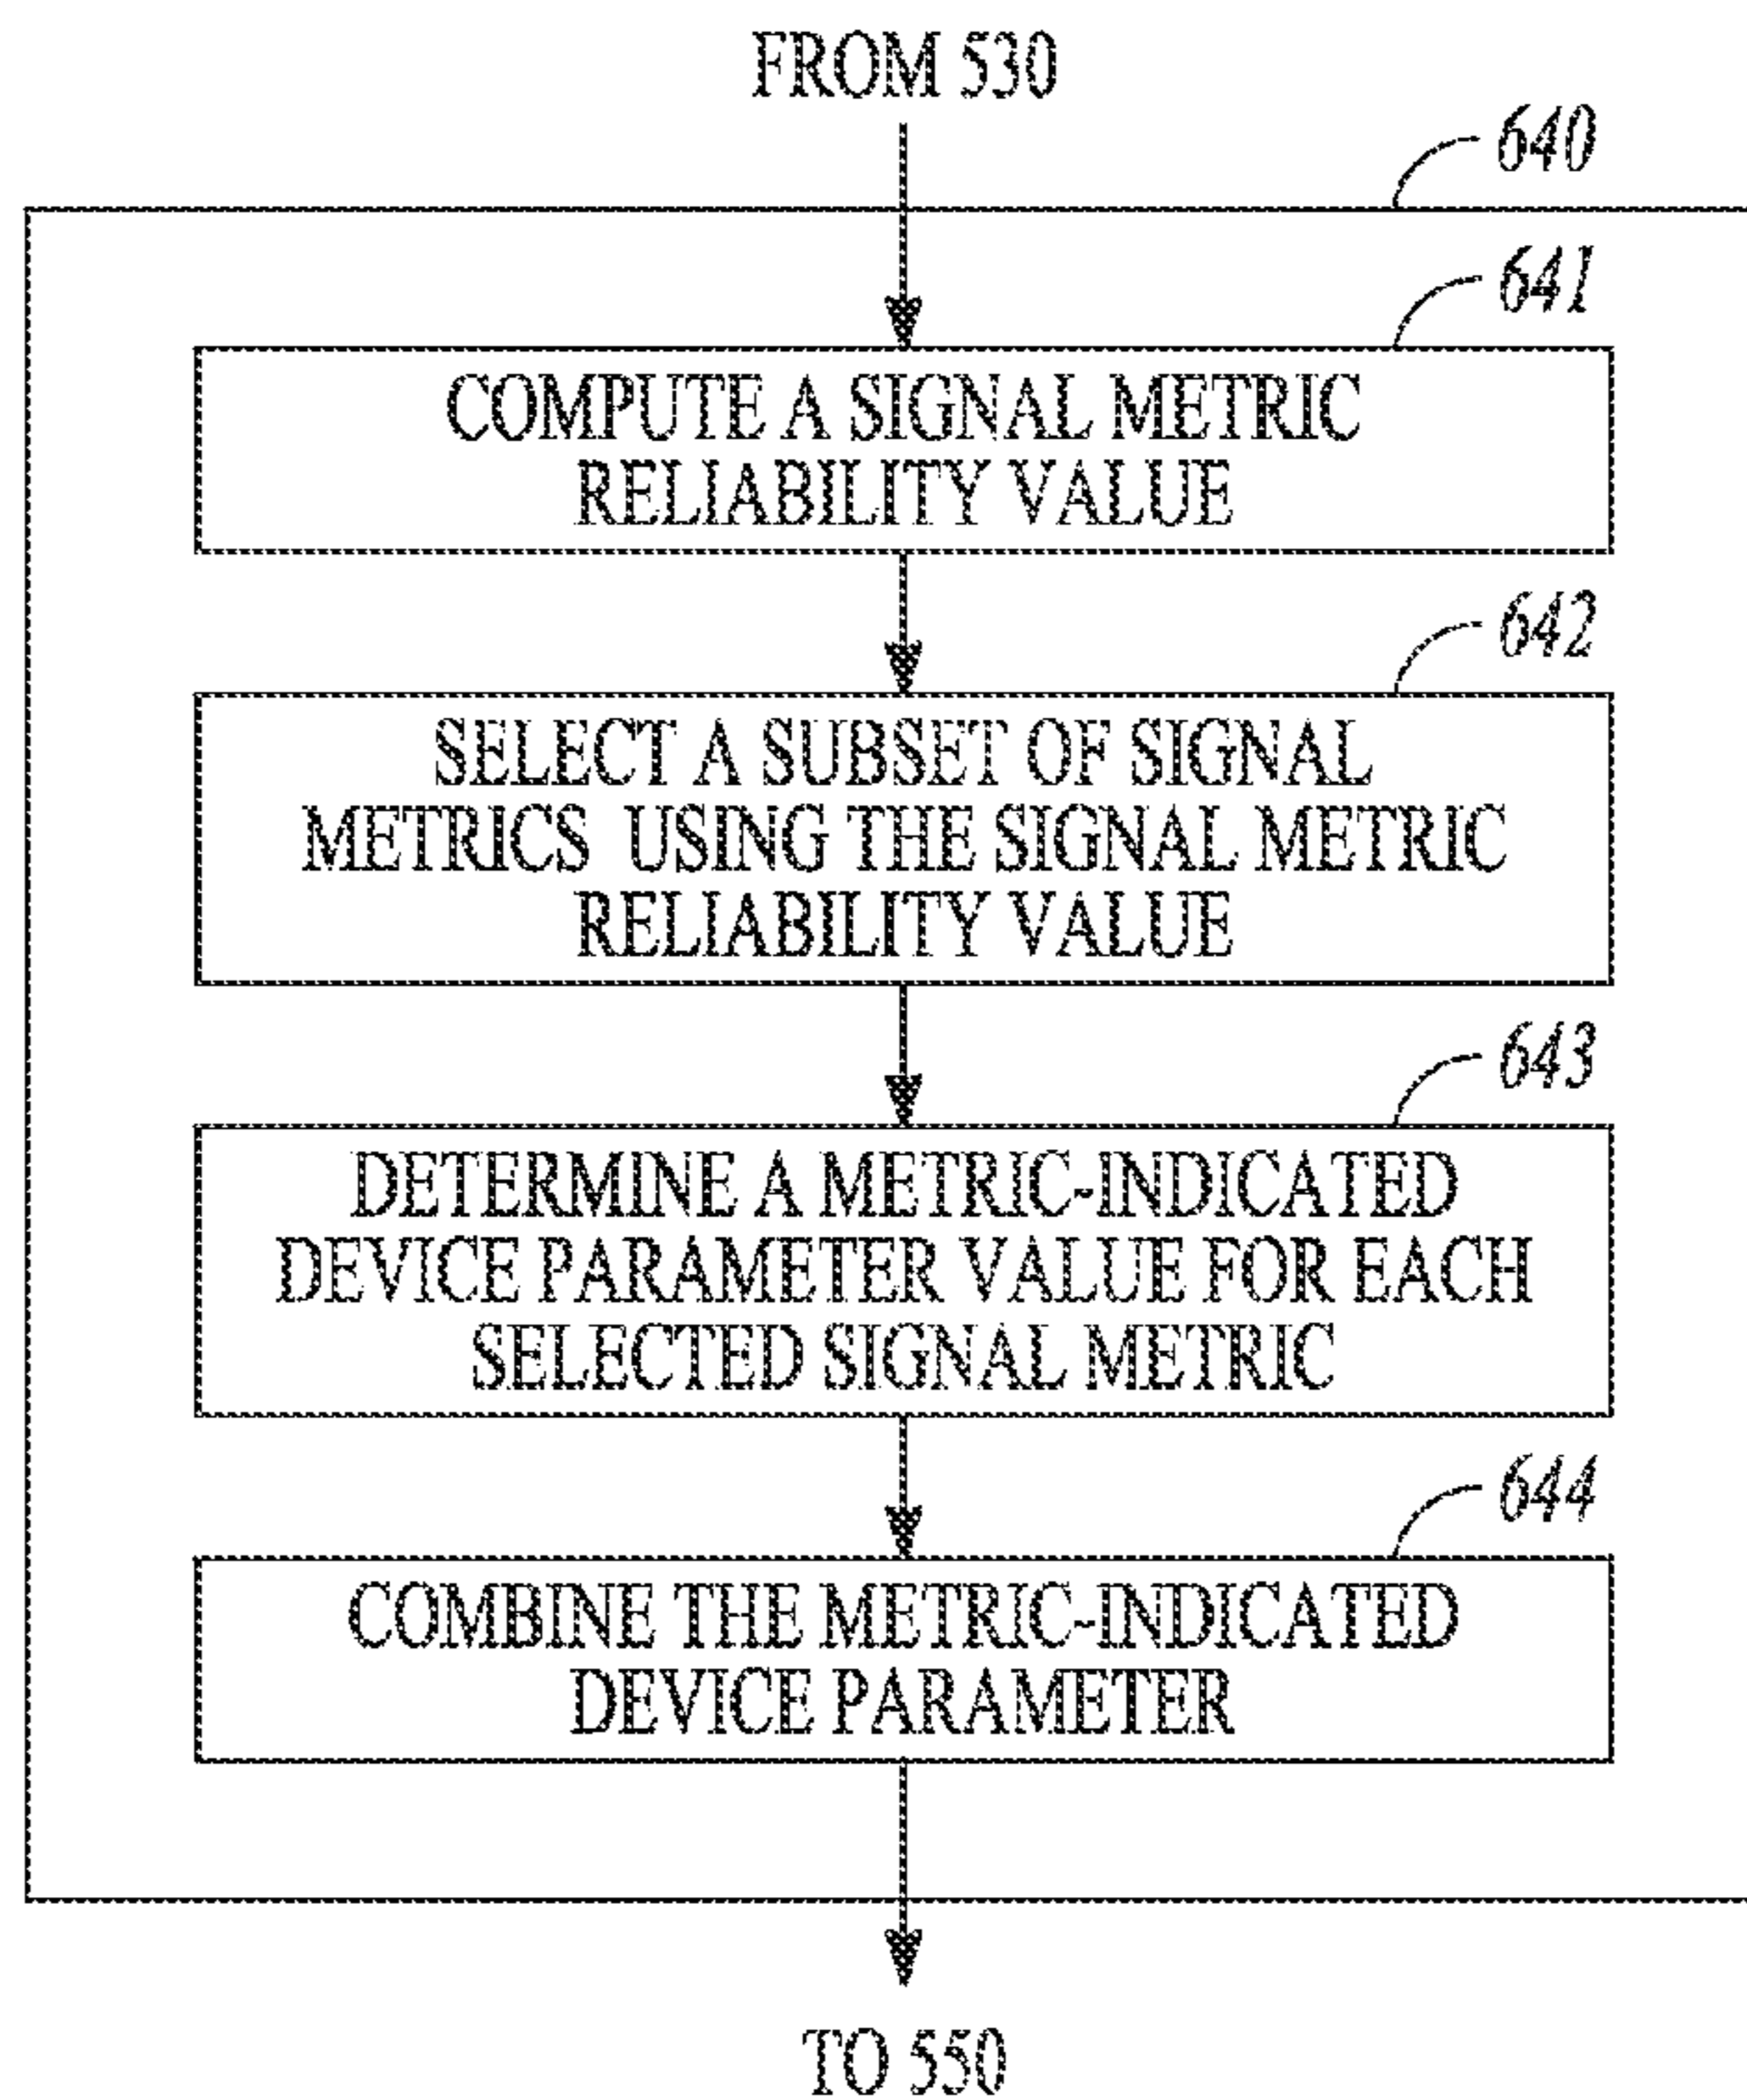 FROM 530
640
641
COMPUTE A SIGNAL METRIC
RELIABILITY VALUE
642
SELECT A SUBSET OF SIGNAL
METRICS USING THE SIGNAL METRIC
RELIABILITY VALUE
643
DETERMINE A METRIC-INDICATED
DEVICE PARAMETER VALUE FOR EACH
SELECTED SIGNAL METRIC
644
COMBINE THE METRIC-INDICATED
DEVICE PARAMETER
TO 550